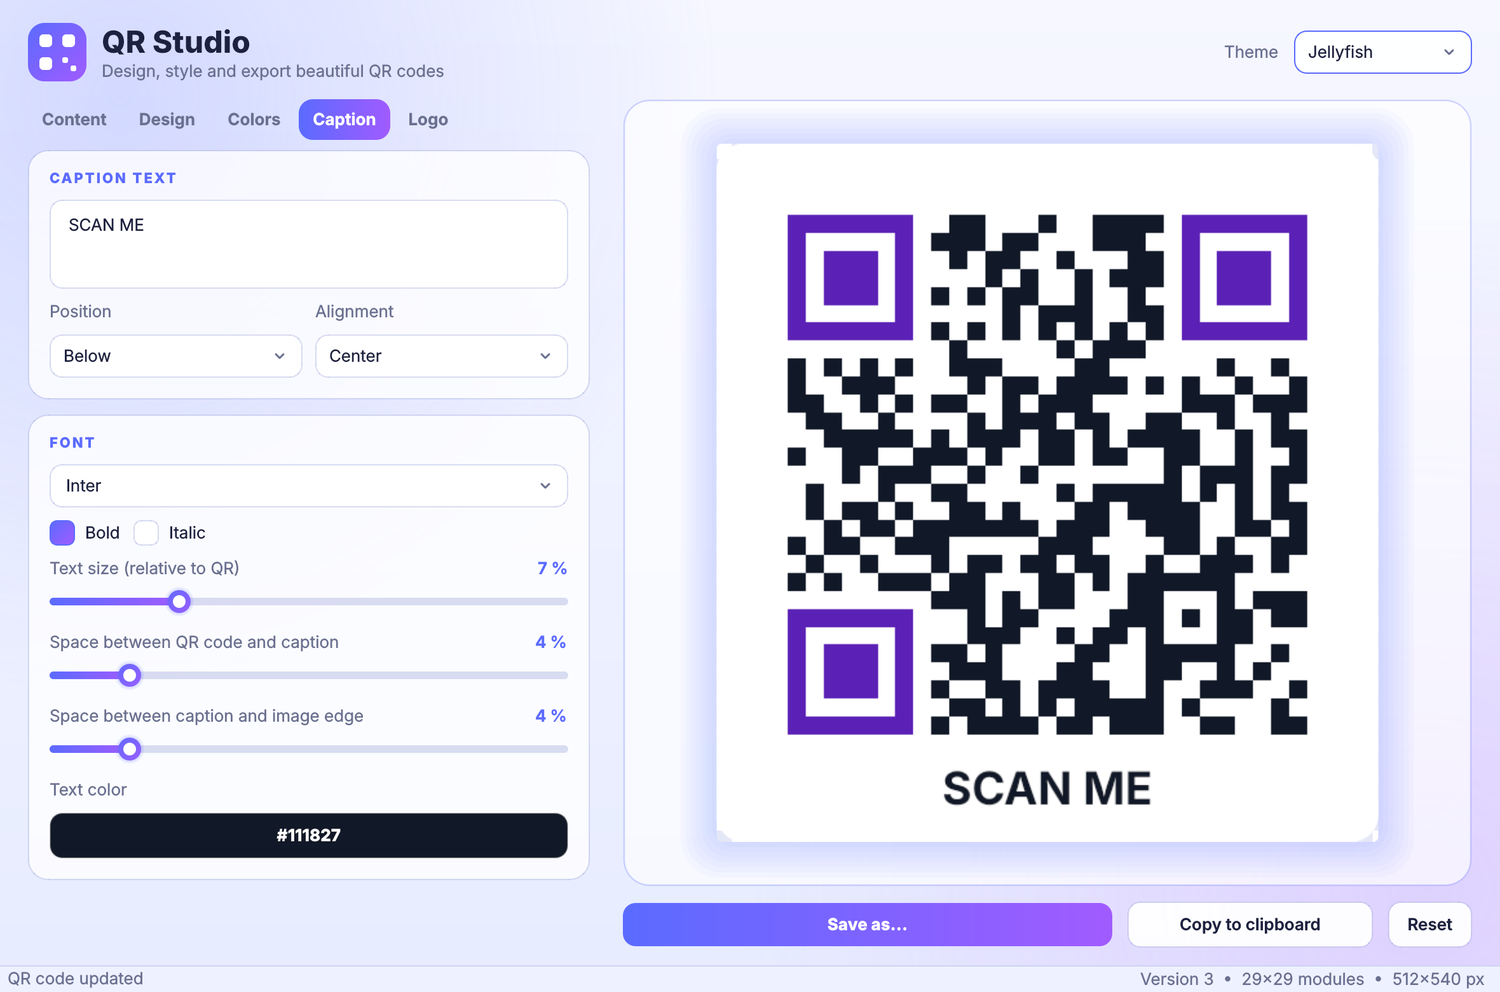 QR Studio
Design, style and export beautiful QR codes
Theme
Jellyfish
Content
Design
Colors
Caption
Logo
CAPTION TEXT
SCAN ME
Position
Alignment
Below
Center
FONT
Inter
Bold
Italic
Text size (relative to QR)
7 %
Space between QR code and caption
4 %
Space between caption and image edge
4 %
Text color
#111827
SCAN ME
Save as...
Copy to clipboard
Reset
QR code updated
Version 3 • 29×29 modules • 512×540 px